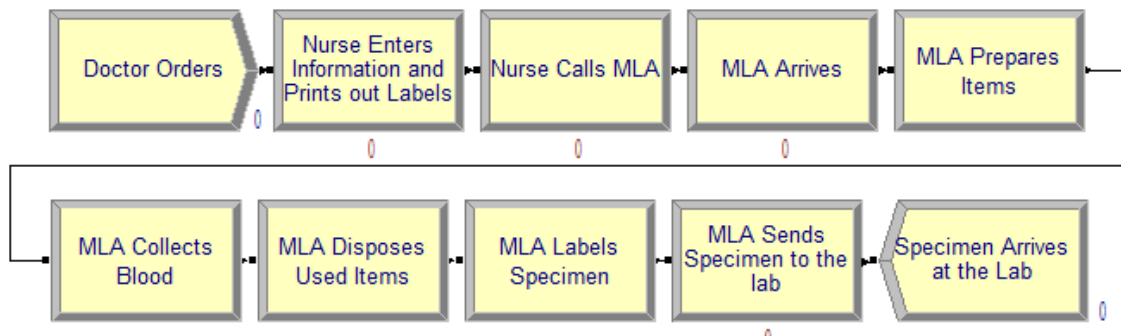 Doctor Orders
Nurse Enters
Information and
Prints out Labels
Nurse Calls MLA
MLA Arrives
MLA Prepares
Items
0
0
0
0
MLA Collects
Blood
MLA Disposes
Used Items
MLA Labels
Specimen
MLA Sends
Specimen to the
lab
Specimen Arrives
at the Lab
0